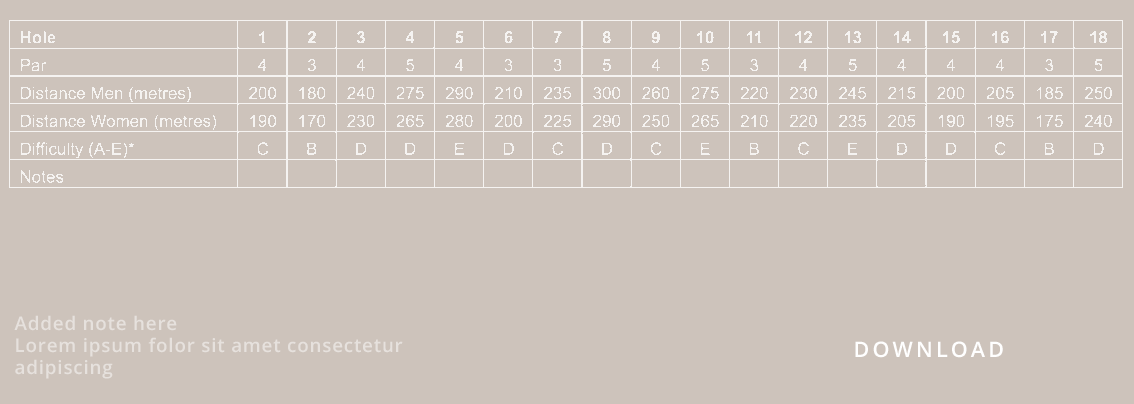 Hole 1 2 3 4 5 6 7 8 9 10 11 12 13 14 15 16 17 18
Par 4 3 4 5 4 3 3 5 4 5 3 4 5 4 4 4 3 5
Distance Men (metres) 200 180 240 275 290 210 235 300 260 275 220 230 245 215 200 205 185 250
Distance Women (metres) 190 170 230 265 280 200 225 290 250 265 210 220 235 205 190 195 175 240
Difficulty (A-E)* C B D D E D C D C E B C E D D C B D
Notes
Added note here
Lorem ipsum folor sit amet consectetur
adipiscing
DOWNLOAD